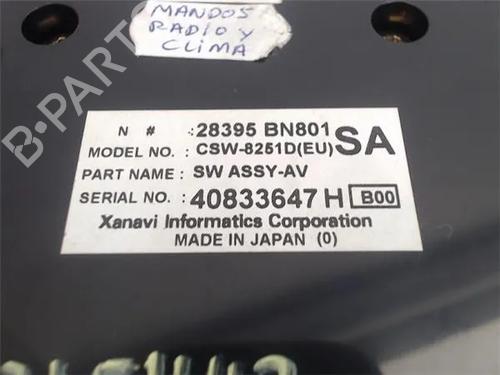 MANDOS
RADIO Y
CLIMA
N # :28395 BN801 SA
MODEL NO. : CSW-8251D(EU)
PART NAME : SW ASSY-AV
SERIAL NO. : 40833647 H B00
Xanavi Informatics Corporation
MADE IN JAPAN (0)